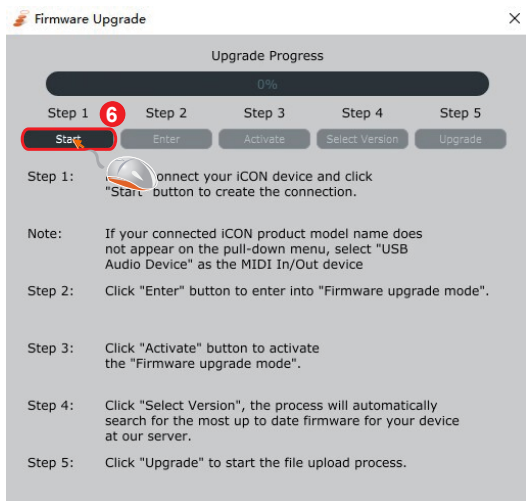 Firmware Upgrade
Upgrade Progress
0%
Step 1 6 Step 2 Step 3 Step 4 Step 5
Start Enter Activate Select Version Upgrade
Step 1: onnect your iCON device and click
"Start" button to create the connection.
Note: If your connected iCON product model name does
not appear on the pull-down menu, select "USB
Audio Device" as the MIDI In/Out device
Step 2: Click "Enter" button to enter into "Firmware upgrade mode".
Step 3: Click "Activate" button to activate
the "Firmware upgrade mode".
Step 4: Click "Select Version", the process will automatically
search for the most up to date firmware for your device
at our server.
Step 5: Click "Upgrade" to start the file upload process.